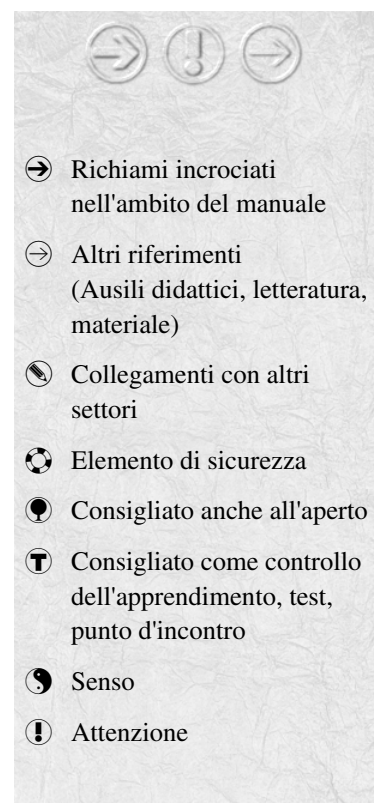 Richiami incrociati
nell'ambito del manuale
Altri riferimenti
(Ausili didattici, letteratura,
materiale)
Collegamenti con altri
settori
Elemento di sicurezza
Consigliato anche all'aperto
T Consigliato come controllo
dell'apprendimento, test,
punto d'incontro
Senso
! Attenzione